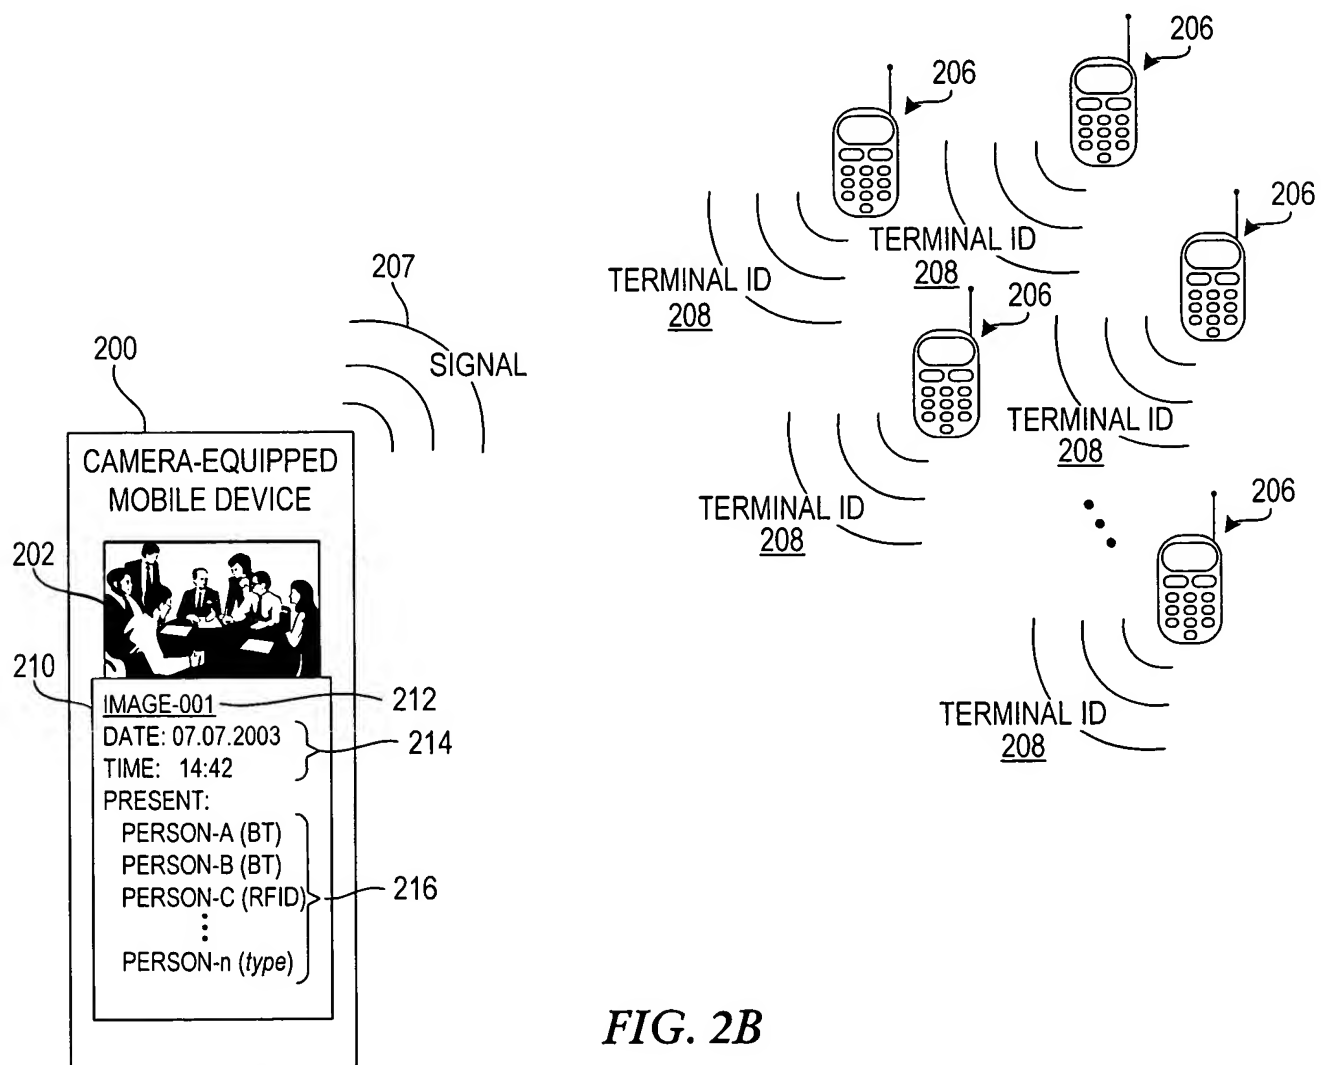 206
206
206
TERMINAL ID
208
TERMINAL ID
208
207
206
SIGNAL
200
TERMINAL ID
208
CAMERA-EQUIPPED
MOBILE DEVICE
TERMINAL ID
208
206
202
210
IMAGE-001
212
DATE: 07.07.2003
214
TIME: 14:42
TERMINAL ID
208
PRESENT:
PERSON-A (BT)
PERSON-B (BT)
PERSON-C (RFID)
216
PERSON-n (type)
FIG. 2B